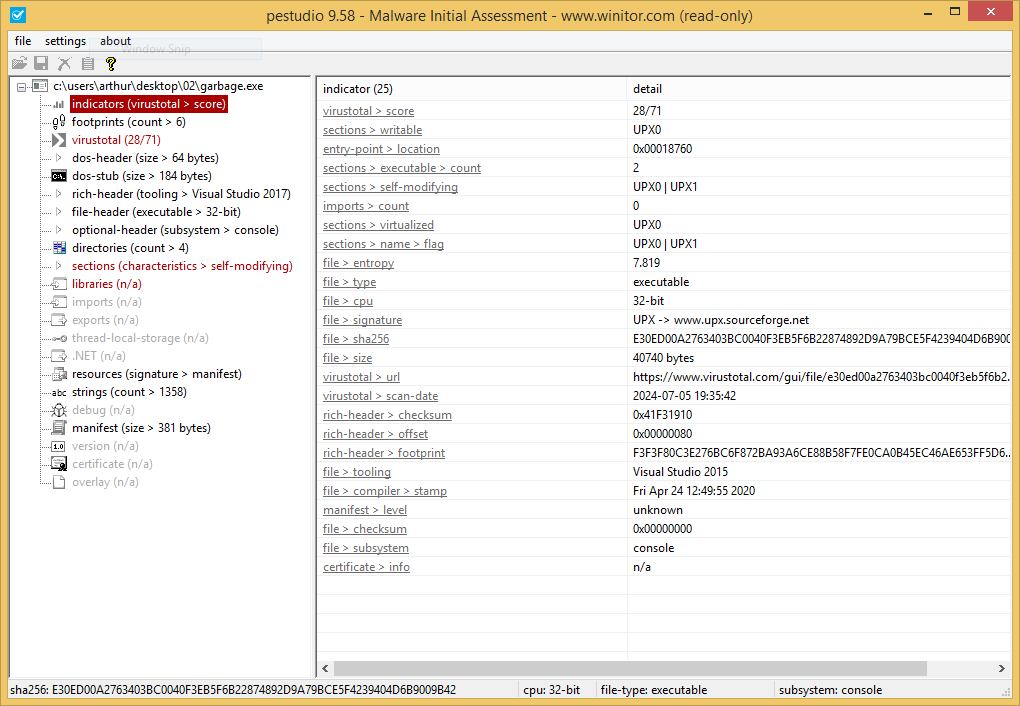 pestudio 9.58 - Malware Initial Assessment - www.winitor.com (read-only)
file settings about
Window Snip
c:\users\arthur\desktop\02\garbage.exe
indicators (virustotal > score)
footprints (count > 6)
virustotal (28/71)
dos-header (size > 64 bytes)
dos-stub (size > 184 bytes)
rich-header (tooling > Visual Studio 2017)
file-header (executable > 32-bit)
optional-header (subsystem > console)
directories (count > 4)
sections (characteristics > self-modifying)
libraries (n/a)
imports (n/a)
exports (n/a)
thread-local-storage (n/a)
.NET (n/a)
resources (signature > manifest)
abc strings (count > 1358)
debug (n/a)
manifest (size > 381 bytes)
1.0 version (n/a)
certificate (n/a)
overlay (n/a)
indicator (25) detail
virustotal > score 28/71
sections > writable UPX0
entry-point > location 0x00018760
sections > executable > count 2
sections > self-modifying UPX0 | UPX1
imports > count 0
sections > virtualized UPX0
sections > name > flag UPX0 | UPX1
file > entropy 7.819
file > type executable
file > cpu 32-bit
file > signature UPX -> www.upx.sourceforge.net
file > sha256 E30ED00A2763403BC0040F3EB5F6B22874892D9A79BCE5F4239404D6B900
file > size 40740 bytes
virustotal > url https://www.virustotal.com/gui/file/e30ed00a2763403bc0040f3eb5f6b2...
virustotal > scan-date 2024-07-05 19:35:42
rich-header > checksum 0x41F31910
rich-header > offset 0x00000080
rich-header > footprint F3F3F80C3E276BC6F872BA93A6CE88B58F7FE0CA0B45EC46AE653FF5D6...
file > tooling Visual Studio 2015
file > compiler > stamp Fri Apr 24 12:49:55 2020
manifest > level unknown
file > checksum 0x00000000
file > subsystem console
certificate > info n/a
sha256: E30ED00A2763403BC0040F3EB5F6B22874892D9A79BCE5F4239404D6B9009B42 cpu: 32-bit file-type: executable subsystem: console